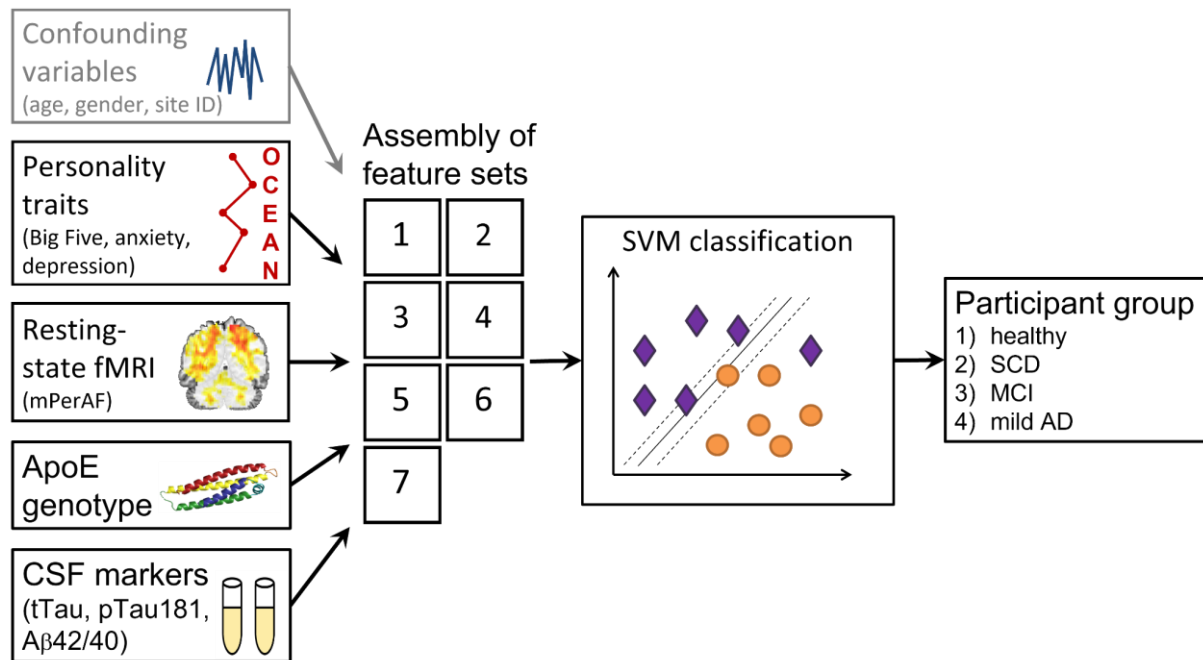 Confounding
variables
(age, gender, site ID)
Personality
traits
(Big Five, anxiety,
depression)
O
C
E
A
N
Resting-
state fMRI
(mPerAF)
ApoE
genotype
CSF markers
(tTau, pTau181,
Aβ42/40)
Assembly of
feature sets
1 2
3 4
5 6
7
SVM classification
Participant group
1) healthy
2) SCD
3) MCI
4) mild AD